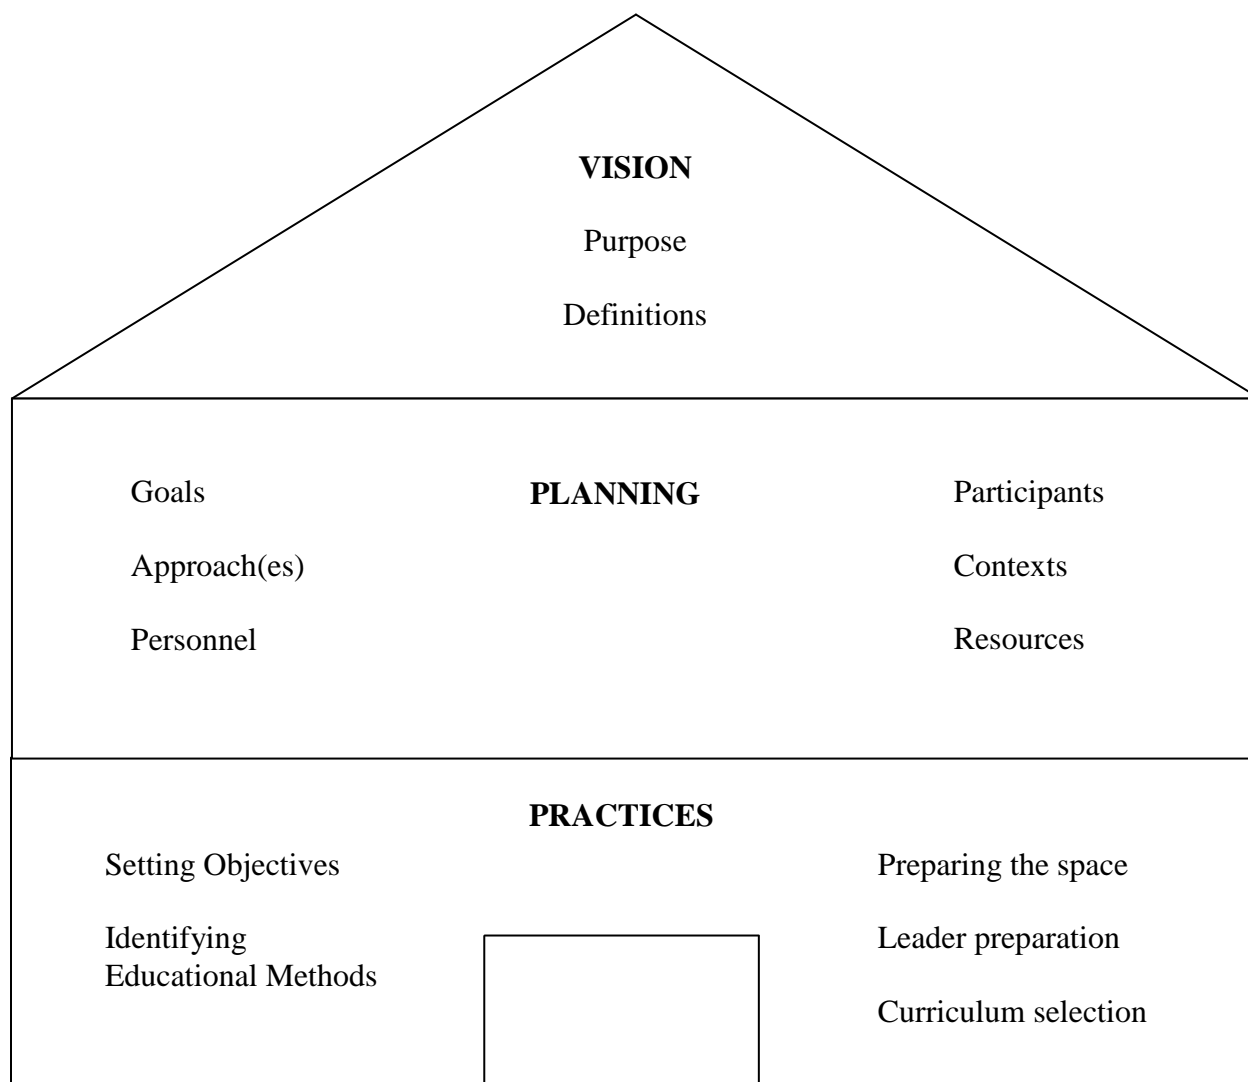 VISION
Purpose
Definitions
PLANNING
Goals
Approach(es)
Personnel
Participants
Contexts
Resources
PRACTICES
Setting Objectives
Identifying
Educational Methods
Preparing the space
Leader preparation
Curriculum selection